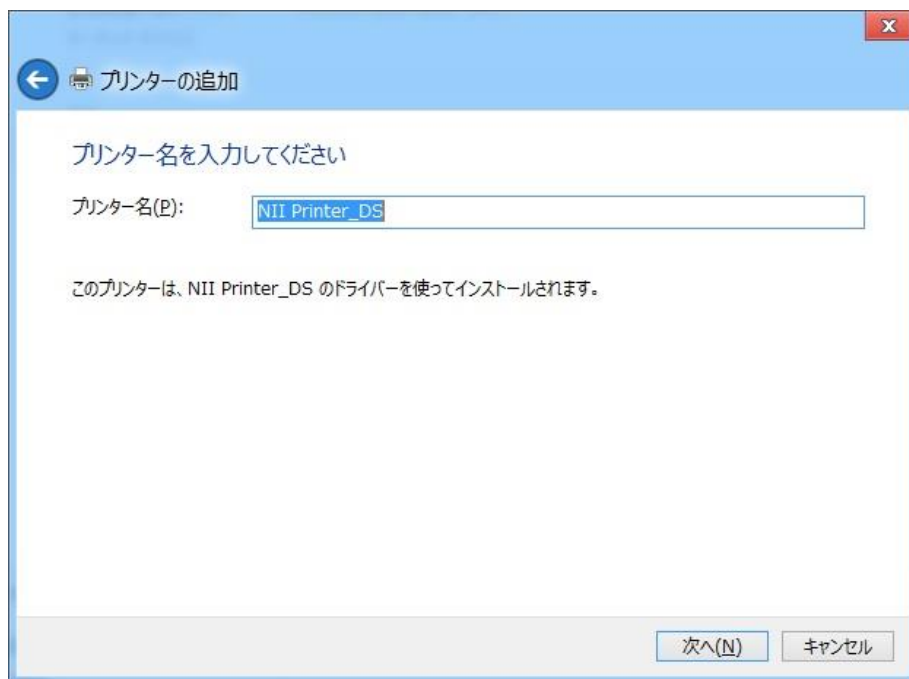 プリンターの追加
プリンター名を入力してください
プリンター名(P): NII Printer_DS
このプリンターは、NII Printer_DS のドライバーを使ってインストールされます。
次へ(N) キャンセル